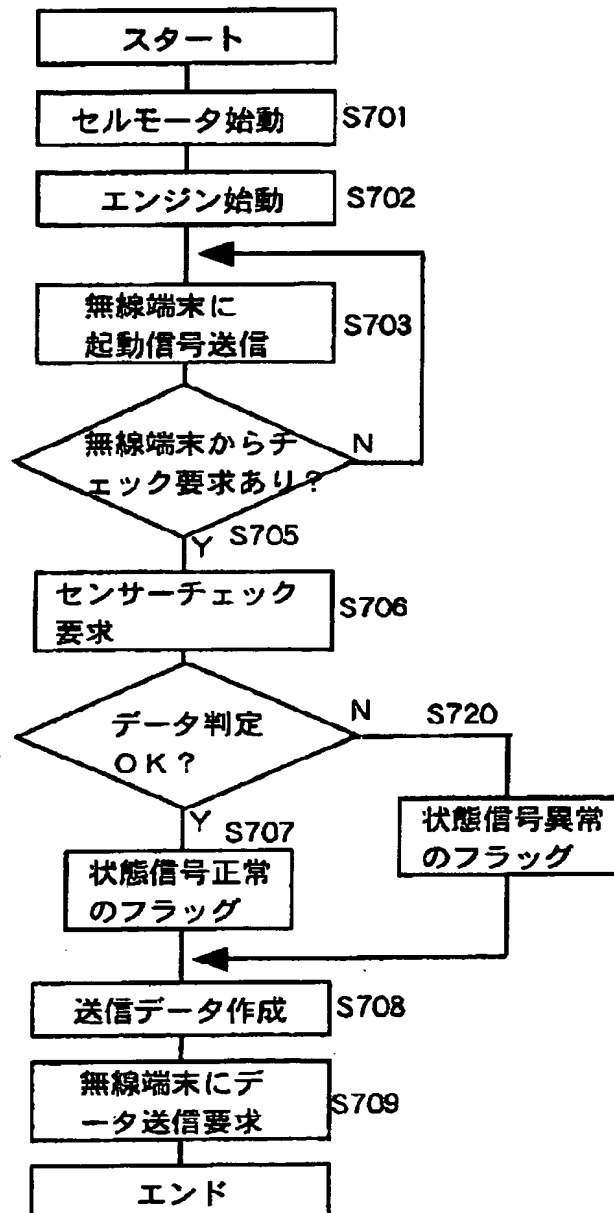 スタート
セルモータ始動 S701
エンジン始動 S702
無線端末に
起動信号送信 S703
無線端末からチ
ェック要求あり？ N
Y S705
センサーチェック
要求 S706
データ判定
ＯＫ？ N S720
Y S707
状態信号正常
のフラッグ
状態信号異常
のフラッグ
送信データ作成 S708
無線端末にデ
ータ送信要求 S709
エンド